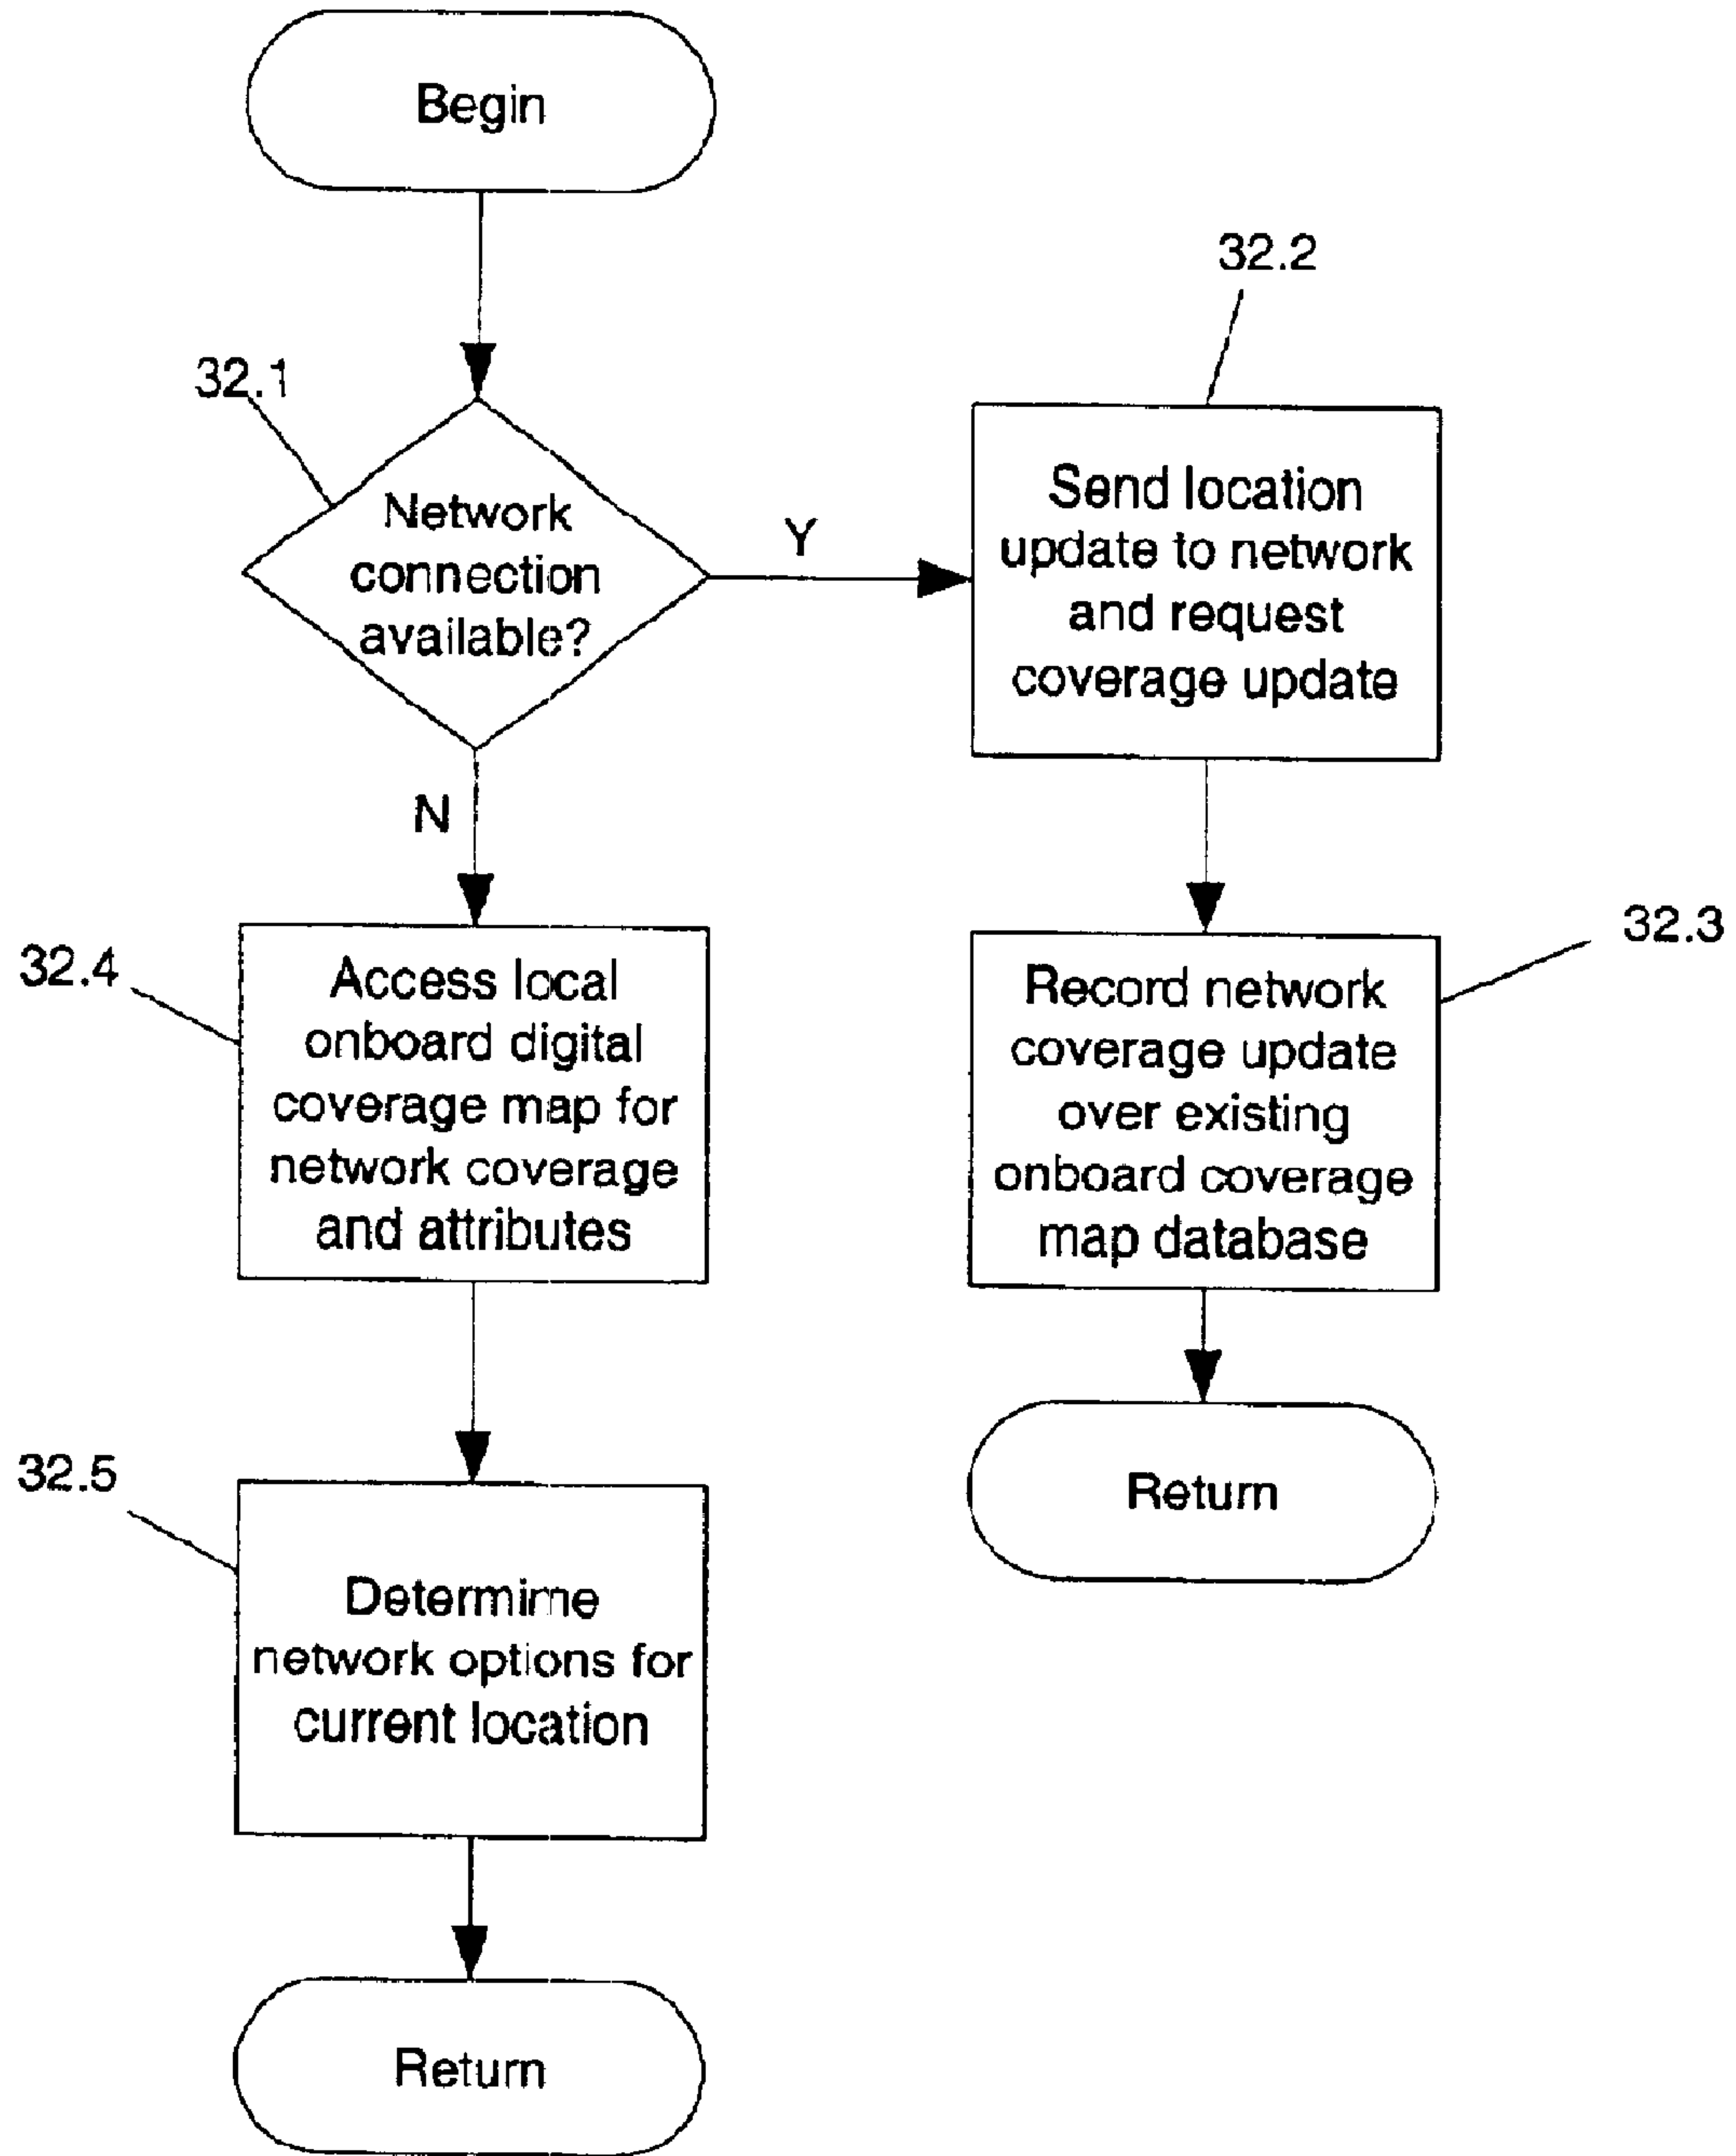 Begin
32.1
Network
connection
available?
Y
N
32.2
Send location
update to network
and request
coverage update
32.3
Record network
coverage update
over existing
onboard coverage
map database
Return
32.4
Access local
onboard digital
coverage map for
network coverage
and attributes
32.5
Determine
network options for
current location
Return